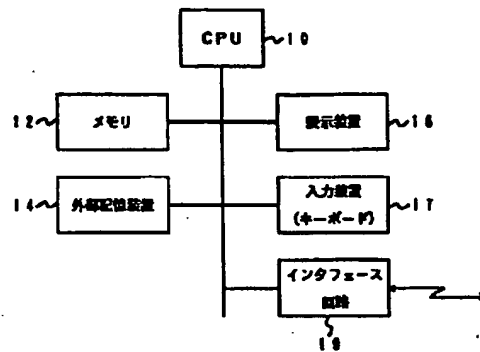 CPU
10
12
メモリ
表示装置
16
14
外部記憶装置
入力装置
(キーボード)
17
インタフェース
回路
19